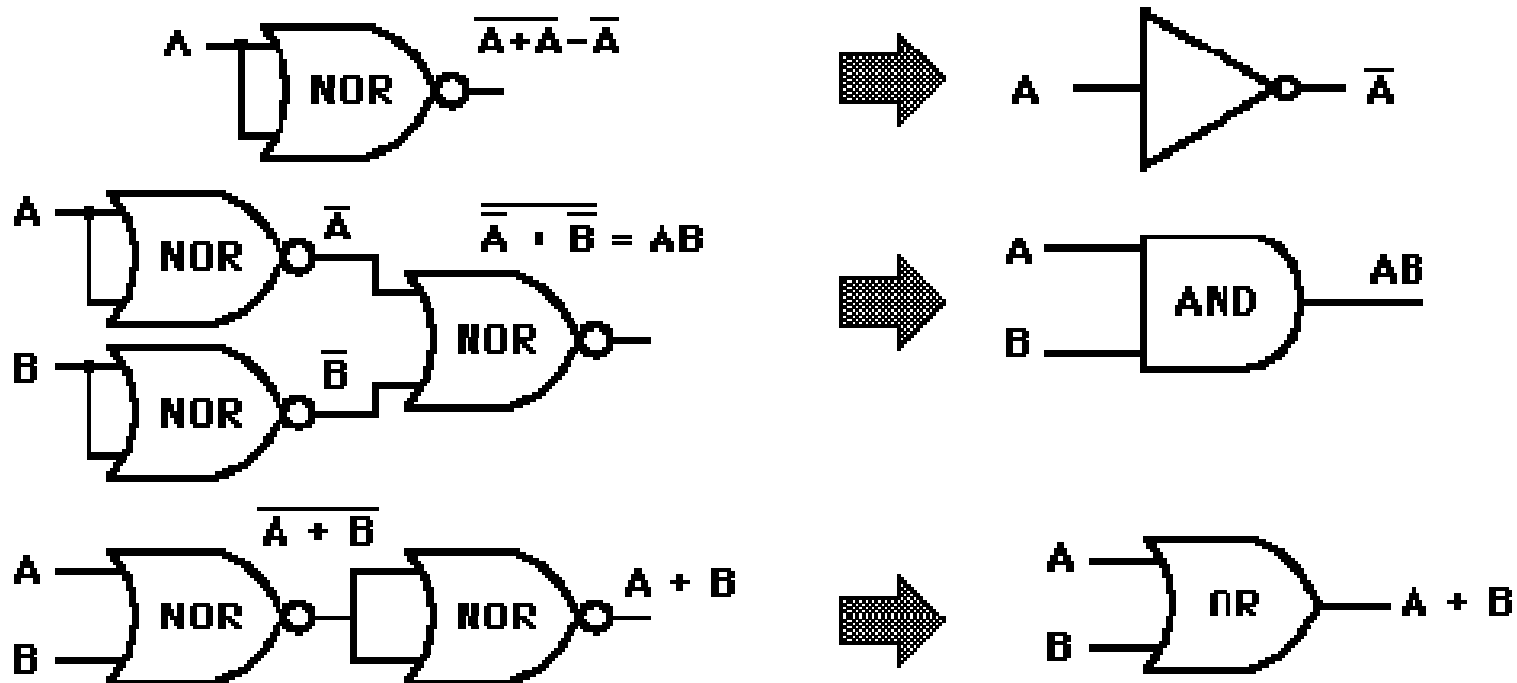 A NOR A̅+̅A̅-A̅ A A̅
A NOR A̅ A̿ · B̿ = AB A AND AB
NOR
B NOR B̅ B
A NOR A̅ ̅+̅ ̅B̅ NOR A + B A OR A + B
B B